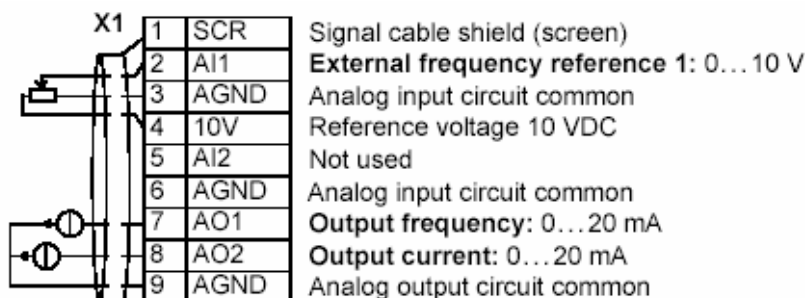 X1
1 SCR Signal cable shield (screen)
2 AI1 External frequency reference 1: 0…10 V
3 AGND Analog input circuit common
4 10V Reference voltage 10 VDC
5 AI2 Not used
6 AGND Analog input circuit common
7 AO1 Output frequency: 0…20 mA
8 AO2 Output current: 0…20 mA
9 AGND Analog output circuit common